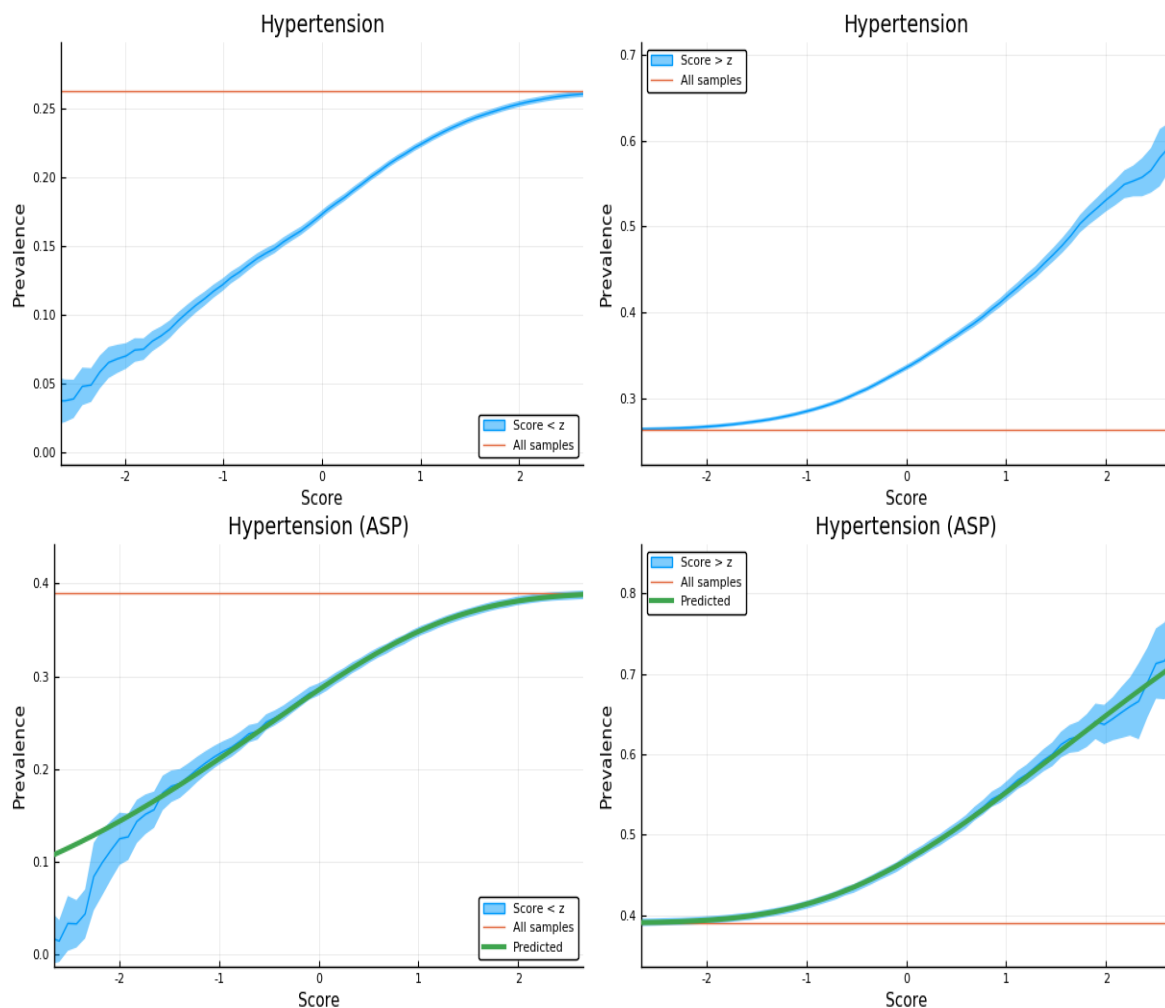 Hypertension
Prevalence
0.25
0.20
0.15
0.10
0.05
0.00
Score < z
All samples
-2
-1
0
1
2
Score
Hypertension
Prevalence
0.7
0.6
0.5
0.4
0.3
Score > z
All samples
-2
-1
0
1
2
Score
Hypertension (ASP)
Prevalence
0.4
0.3
0.2
0.1
0.0
Score < z
All samples
Predicted
-2
-1
0
1
2
Score
Hypertension (ASP)
Prevalence
0.8
0.7
0.6
0.5
0.4
Score > z
All samples
Predicted
-2
-1
0
1
2
Score